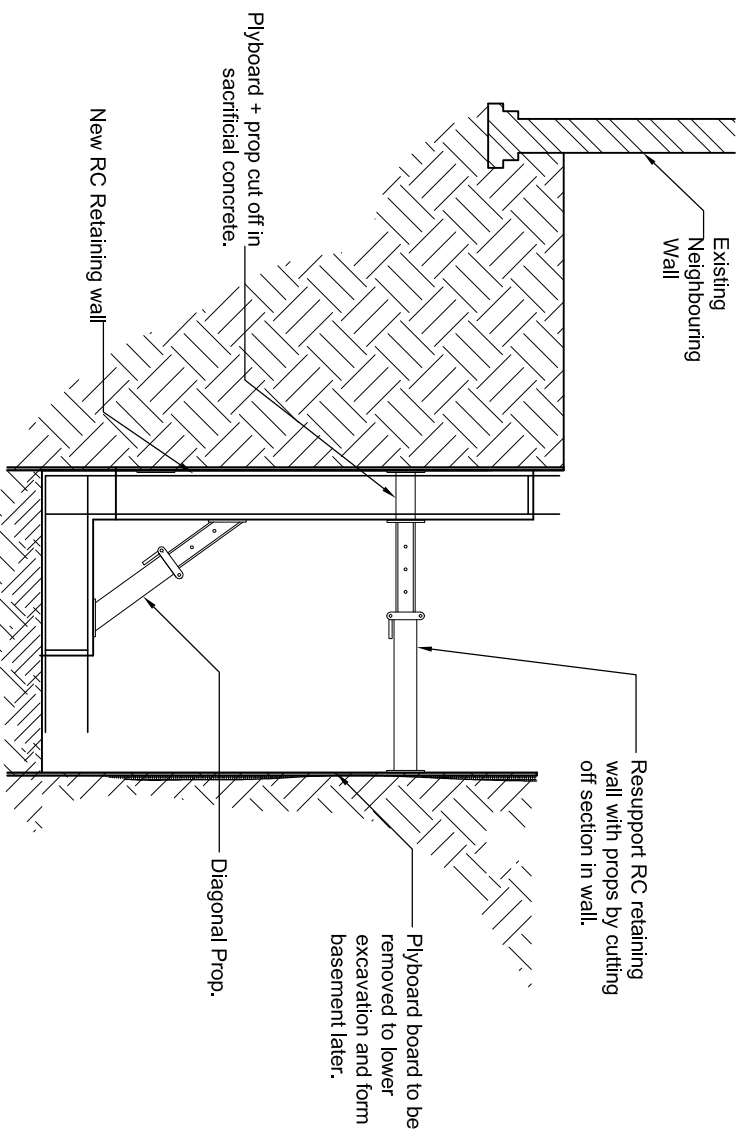 Existing
Neighbouring
Wall
Plyboard + prop cut off in
sacrificial concrete.
New RC Retaining wall
Resupport RC retaining
wall with props by cutting
off section in wall.
Plyboard board to be
removed to lower
excavation and form
basement later.
Diagonal Prop.